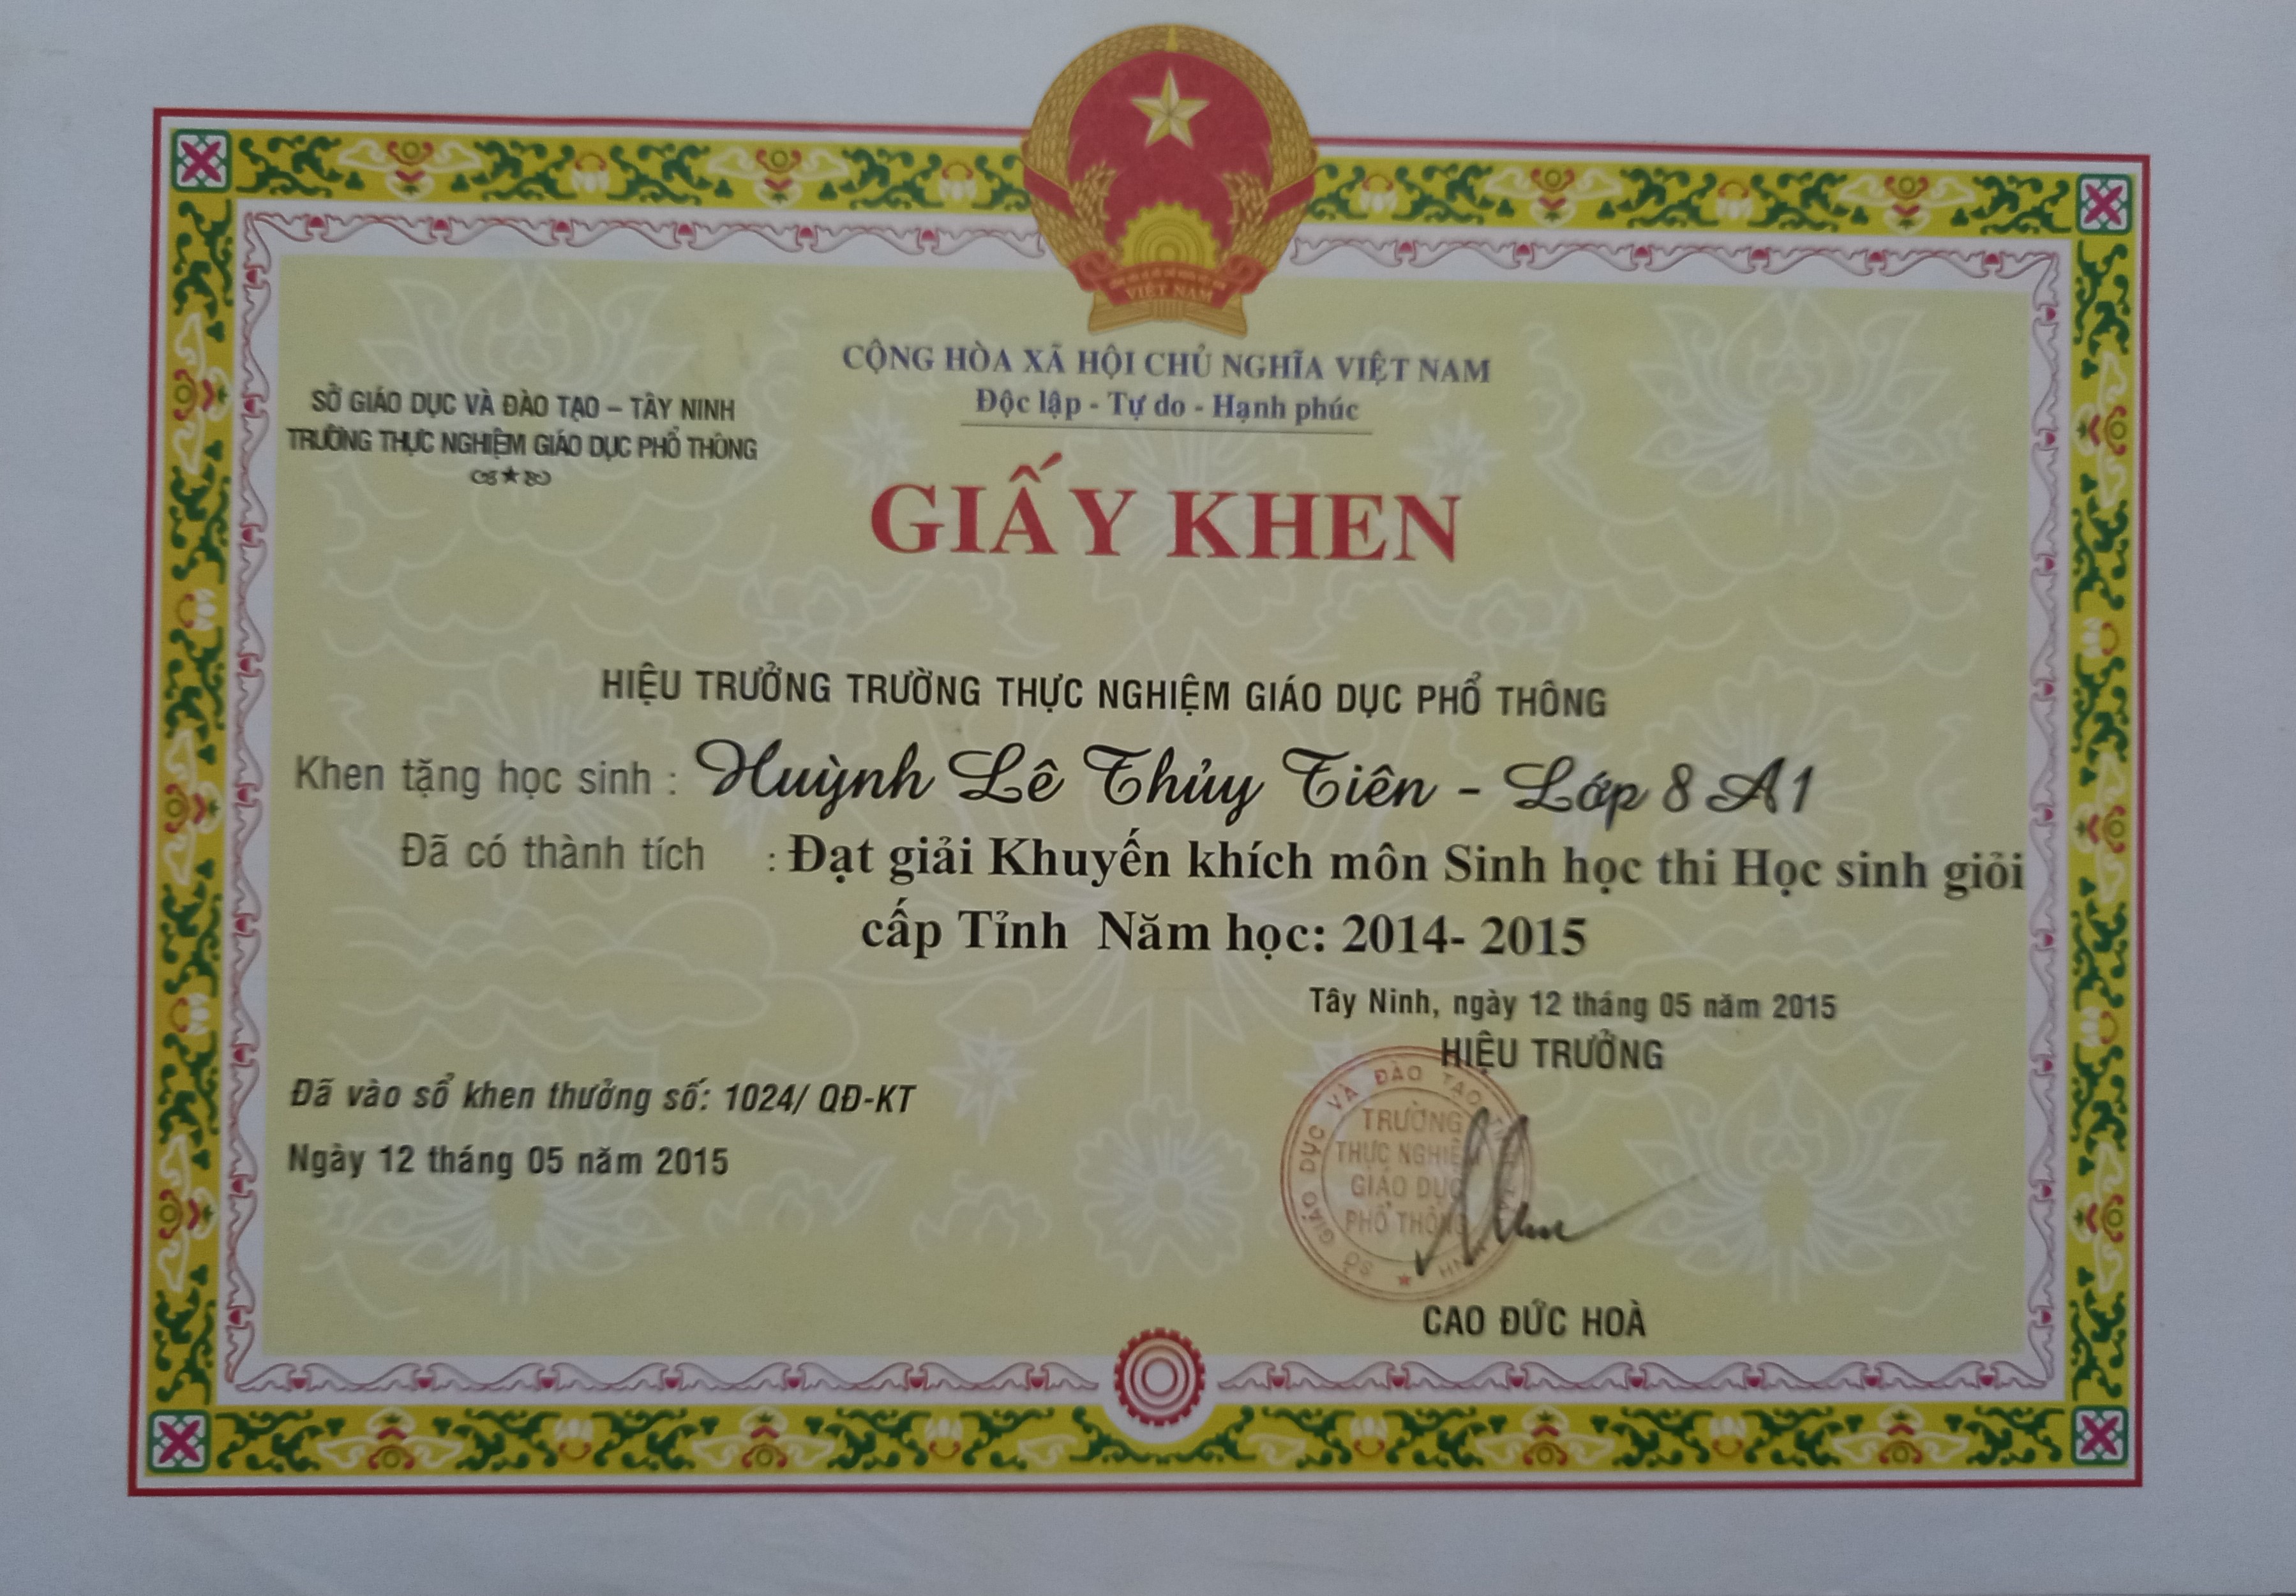 VIỆT NAM
CỘNG HÒA XÃ HỘI CHỦ NGHĨA VIỆT NAM
Độc lập - Tự do - Hạnh phúc
SỞ GIÁO DỤC VÀ ĐÀO TẠO – TÂY NINH
TRƯỜNG THỰC NGHIỆM GIÁO DỤC PHỔ THÔNG
GIẤY KHEN
HIỆU TRƯỞNG TRƯỜNG THỰC NGHIỆM GIÁO DỤC PHỔ THÔNG
Khen tặng học sinh : Huỳnh Lê Thủy Tiên - Lớp 8 A1
Đã có thành tích : Đạt giải Khuyến khích môn Sinh học thi Học sinh giỏi
cấp Tỉnh Năm học: 2014- 2015
Tây Ninh, ngày 12 tháng 05 năm 2015
HIỆU TRƯỞNG
Đã vào sổ khen thưởng số: 1024/ QĐ-KT
Ngày 12 tháng 05 năm 2015
SỞ GIÁO DỤC VÀ ĐÀO TẠO
TRƯỜNG
THỰC NGHIỆM
GIÁO DỤC
PHỔ THÔNG
CAO ĐỨC HOÀ